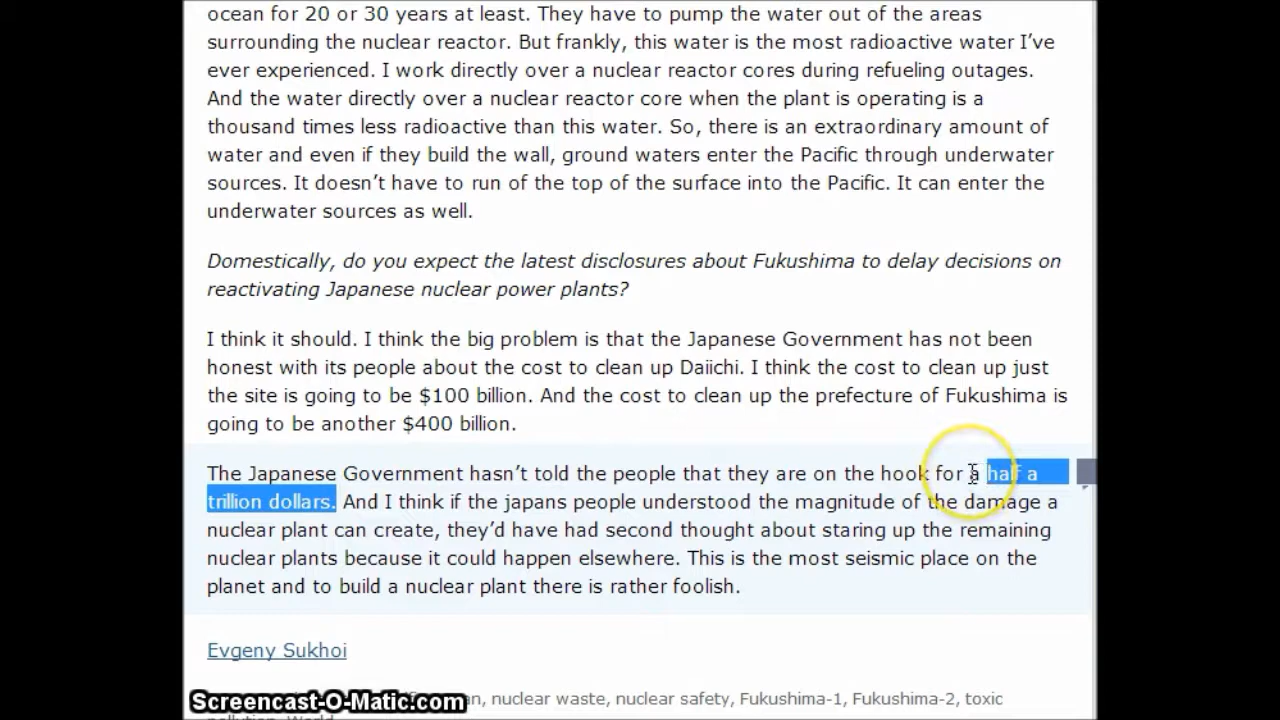 ocean for 20 or 30 years at least. They have to pump the water out of the areas
surrounding the nuclear reactor. But frankly, this water is the most radioactive water I’ve
ever experienced. I work directly over a nuclear reactor cores during refueling outages.
And the water directly over a nuclear reactor core when the plant is operating is a
thousand times less radioactive than this water. So, there is an extraordinary amount of
water and even if they build the wall, ground waters enter the Pacific through underwater
sources. It doesn’t have to run of the top of the surface into the Pacific. It can enter the
underwater sources as well.
Domestically, do you expect the latest disclosures about Fukushima to delay decisions on
reactivating Japanese nuclear power plants?
I think it should. I think the big problem is that the Japanese Government has not been
honest with its people about the cost to clean up Daiichi. I think the cost to clean up just
the site is going to be $100 billion. And the cost to clean up the prefecture of Fukushima is
going to be another $400 billion.
The Japanese Government hasn’t told the people that they are on the hook for a half a
trillion dollars. And I think if the japans people understood the magnitude of the damage a
nuclear plant can create, they’d have had second thought about staring up the remaining
nuclear plants because it could happen elsewhere. This is the most seismic place on the
planet and to build a nuclear plant there is rather foolish.
Evgeny Sukhoi
nuclear waste, nuclear safety, Fukushima-1, Fukushima-2, toxic
Screencast-O-Matic.com